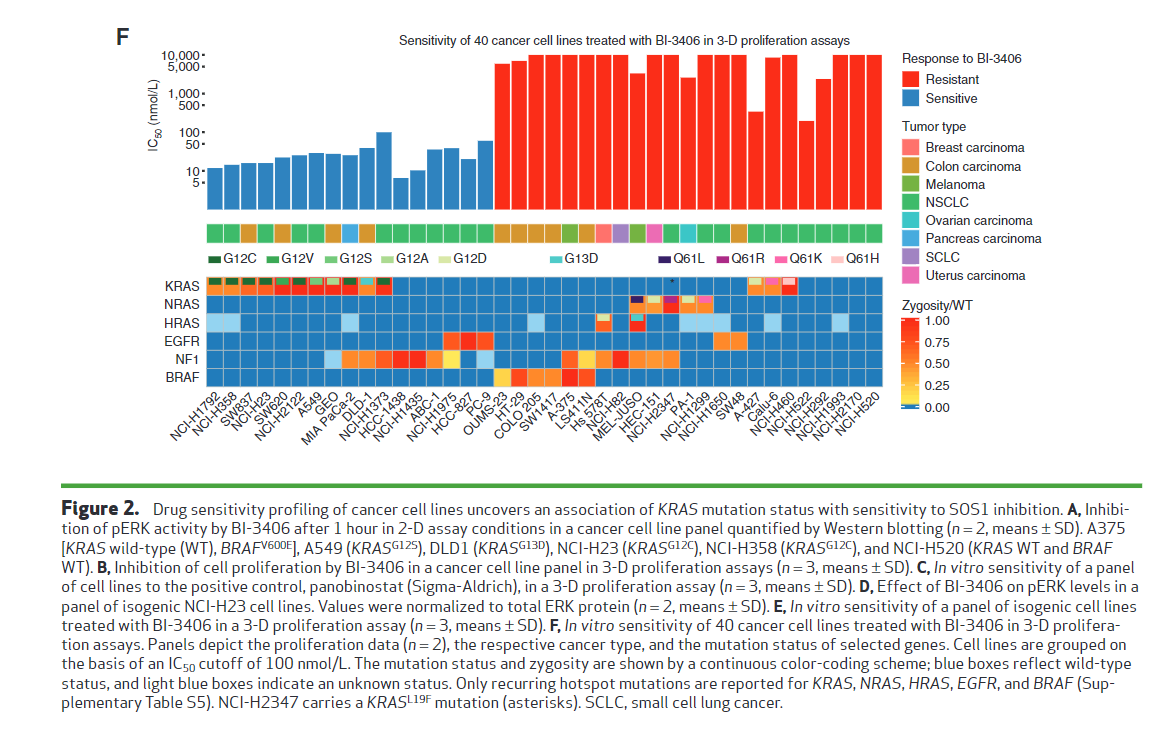 F
Sensitivity of 40 cancer cell lines treated with BI-3406 in 3-D proliferation assays
IC50 (nmol/L)
10,000
5,000
1,000
500
100
50
10
5
Response to BI-3406
Resistant
Sensitive
Tumor type
Breast carcinoma
Colon carcinoma
Melanoma
NSCLC
Ovarian carcinoma
Pancreas carcinoma
SCLC
Uterus carcinoma
G12C G12V G12S G12A G12D G13D Q61L Q61R Q61K Q61H
KRAS
*
NRAS
HRAS
EGFR
NF1
BRAF
Zygosity/WT
1.00
0.75
0.50
0.25
0.00
NCI-H1792
NCI-H358
SW837
NCI-H23
SW620
NCI-H2122
A549
GEO
MIA PaCa-2
DLD-1
NCI-H1373
HCC-1438
NCI-H1435
ABC-1
NCI-H1975
HCC-827
PC-9
OUMS-23
HT-29
COLO 205
SW1417
A-375
LS411N
Hs 578T
NCI-H82
MEL-JUSO
HEC-151
NCI-H2347
PA-1
NCI-H1299
NCI-H1650
SW48
A-427
Calu-6
NCI-H460
NCI-H522
NCI-H292
NCI-H1993
NCI-H2170
NCI-H520
Figure 2. Drug sensitivity profiling of cancer cell lines uncovers an association of KRAS mutation status with sensitivity to SOS1 inhibition. A, Inhibi-
tion of pERK activity by BI-3406 after 1 hour in 2-D assay conditions in a cancer cell line panel quantified by Western blotting (n = 2, means ± SD). A375
[KRAS wild-type (WT), BRAFV600E], A549 (KRASG12S), DLD1 (KRASG13D), NCI-H23 (KRASG12C), NCI-H358 (KRASG12C), and NCI-H520 (KRAS WT and BRAF
WT). B, Inhibition of cell proliferation by BI-3406 in a cancer cell line panel in 3-D proliferation assays (n = 3, means ± SD). C, In vitro sensitivity of a panel
of cell lines to the positive control, panobinostat (Sigma-Aldrich), in a 3-D proliferation assay (n = 3, means ± SD). D, Effect of BI-3406 on pERK levels in a
panel of isogenic NCI-H23 cell lines. Values were normalized to total ERK protein (n = 2, means ± SD). E, In vitro sensitivity of a panel of isogenic cell lines
treated with BI-3406 in a 3-D proliferation assay (n = 3, means ± SD). F, In vitro sensitivity of 40 cancer cell lines treated with BI-3406 in 3-D prolifera-
tion assays. Panels depict the proliferation data (n = 2), the respective cancer type, and the mutation status of selected genes. Cell lines are grouped on
the basis of an IC50 cutoff of 100 nmol/L. The mutation status and zygosity are shown by a continuous color-coding scheme; blue boxes reflect wild-type
status, and light blue boxes indicate an unknown status. Only recurring hotspot mutations are reported for KRAS, NRAS, HRAS, EGFR, and BRAF (Sup-
plementary Table S5). NCI-H2347 carries a KRASL19F mutation (asterisks). SCLC, small cell lung cancer.